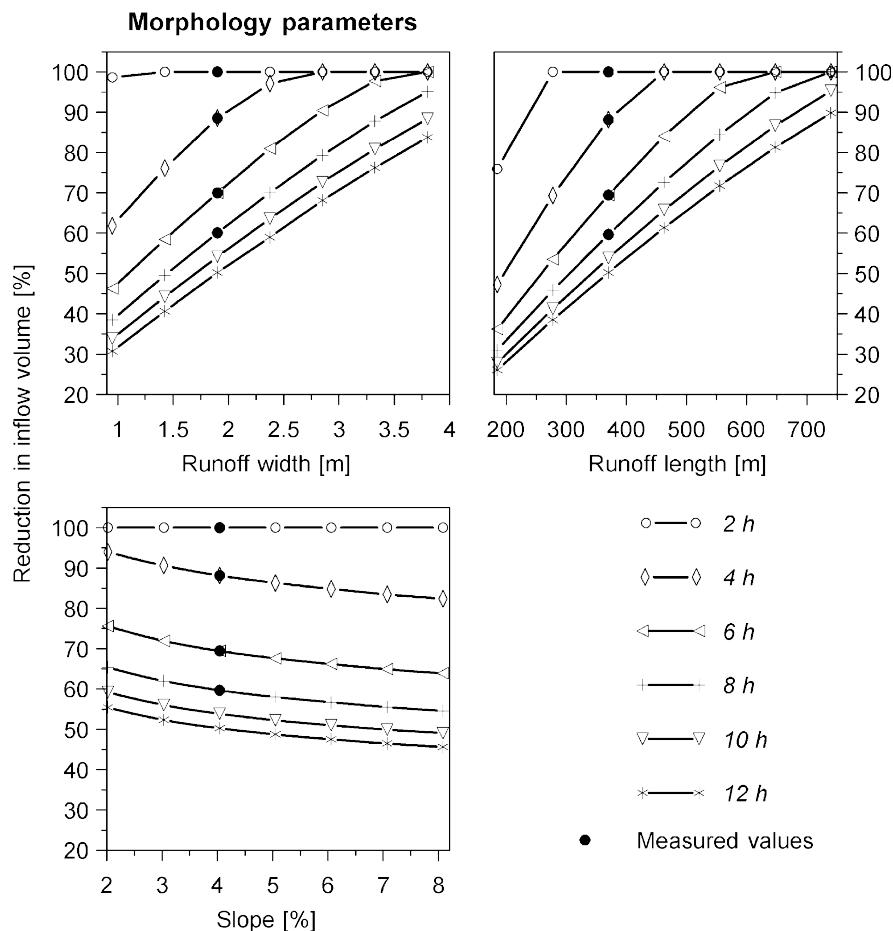 Morphology parameters
Reduction in inflow volume [%]
100
90
80
70
60
50
40
30
20
1 1.5 2 2.5 3 3.5 4
Runoff width [m]
100
90
80
70
60
50
40
30
20
200 300 400 500 600 700
Runoff length [m]
100
90
80
70
60
50
40
30
20
2 3 4 5 6 7 8
Slope [%]
2 h
4 h
6 h
8 h
10 h
12 h
Measured values